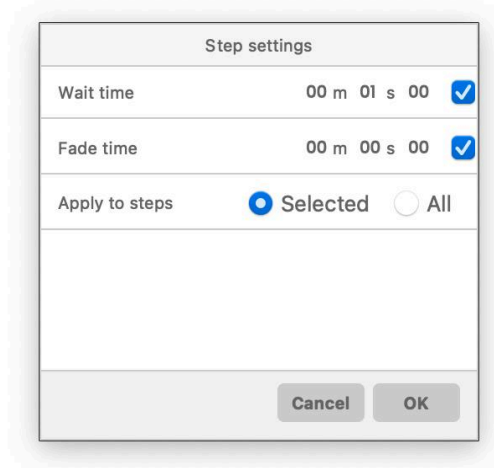 Step settings
Wait time 00 m 01 s 00
Fade time 00 m 00 s 00
Apply to steps Selected All
Cancel OK